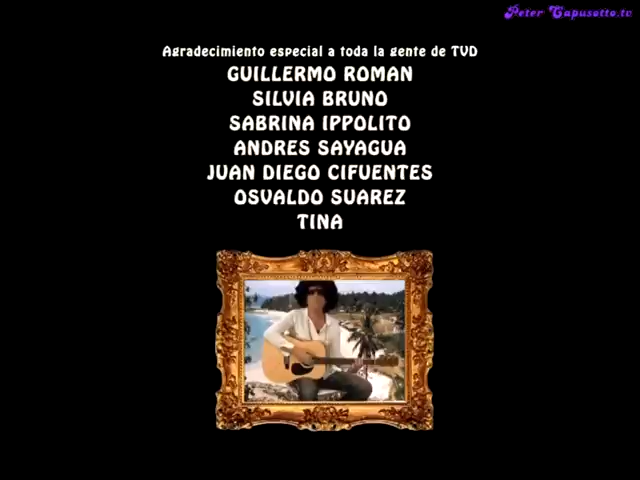 Peter Capusotto.tv
Agradecimiento especial a toda la gente de TVD
GUILLERMO ROMAN
SILVIA BRUNO
SABRINA IPPOLITO
ANDRES SAYAGUA
JUAN DIEGO CIFUENTES
OSVALDO SUAREZ
TINA